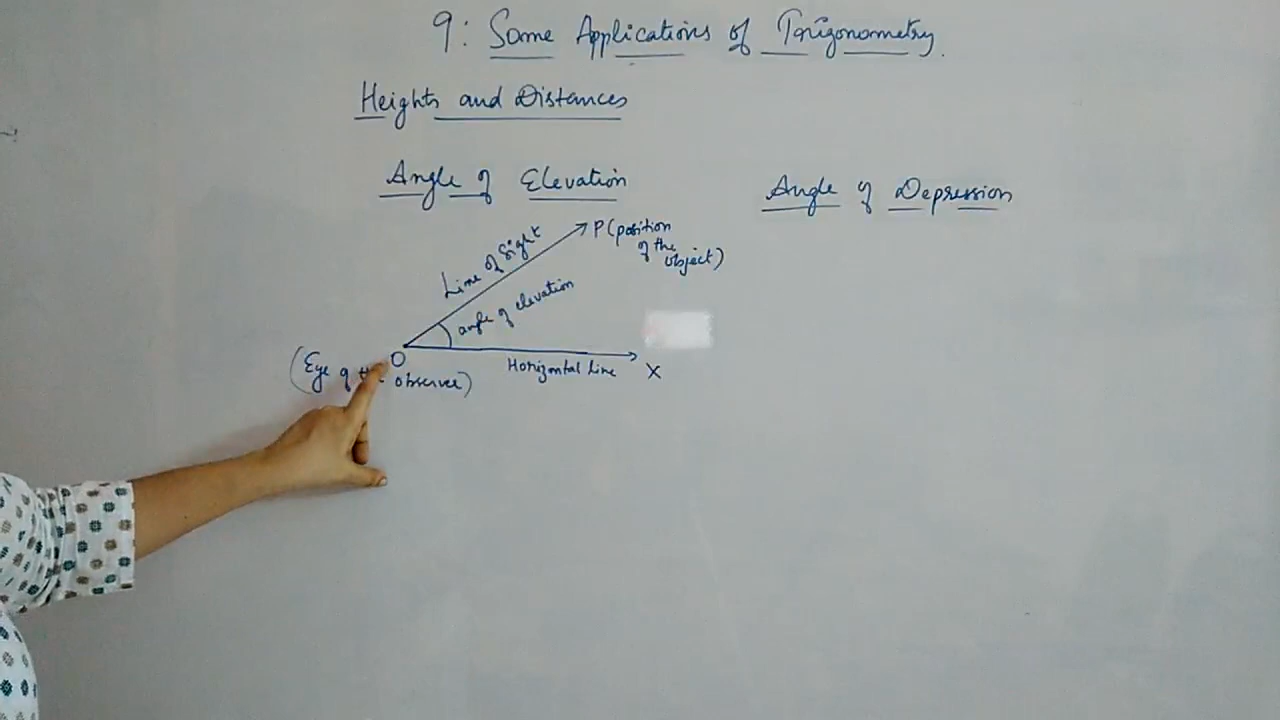 9: Some Applications of Trigonometry.
Heights and Distances
Angle of Elevation
Angle of Depression
Line of Sight
P (position
of the
object)
angle of elevation
O
(Eye of
observer)
Horizontal Line
X